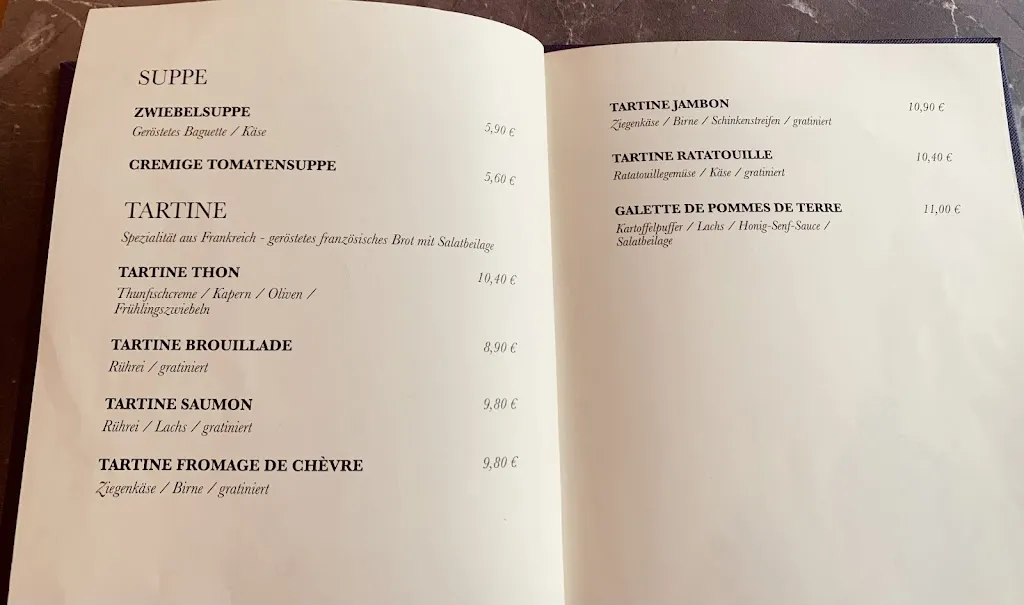 SUPPE
ZWIEBELSUPPE
Geröstetes Baguette / Käse 5,90 €
CREMIGE TOMATENSUPPE 5,60 €
TARTINE
Spezialität aus Frankreich - geröstetes französisches Brot mit Salatbeilage
TARTINE THON 10,40 €
Thunfischcreme / Kapern / Oliven /
Frühlingszwiebeln
TARTINE BROUILLADE 8,90 €
Rührei / gratiniert
TARTINE SAUMON 9,80 €
Rührei / Lachs / gratiniert
TARTINE FROMAGE DE CHÈVRE 9,80 €
Ziegenkäse / Birne / gratiniert
TARTINE JAMBON 10,90 €
Ziegenkäse / Birne / Schinkenstreifen / gratiniert
TARTINE RATATOUILLE 10,40 €
Ratatouillegemüse / Käse / gratiniert
GALETTE DE POMMES DE TERRE 11,00 €
Kartoffelpuffer / Lachs / Honig-Senf-Sauce /
Salatbeilage